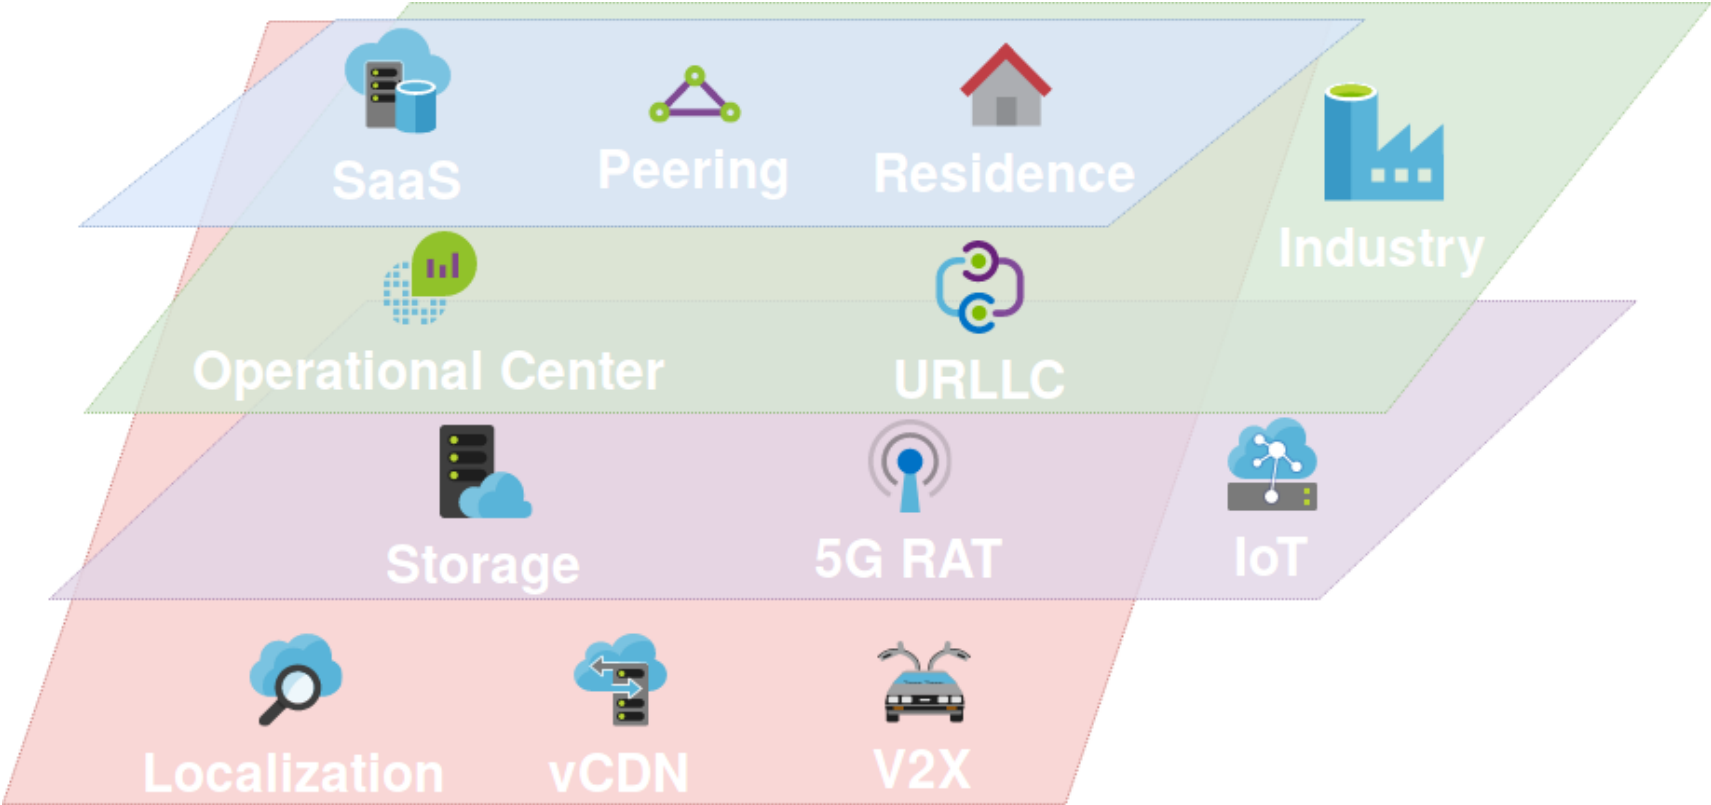 SaaS
Peering
Residence
Industry
Operational Center
URLLC
Storage
5G RAT
IoT
Localization
vCDN
V2X